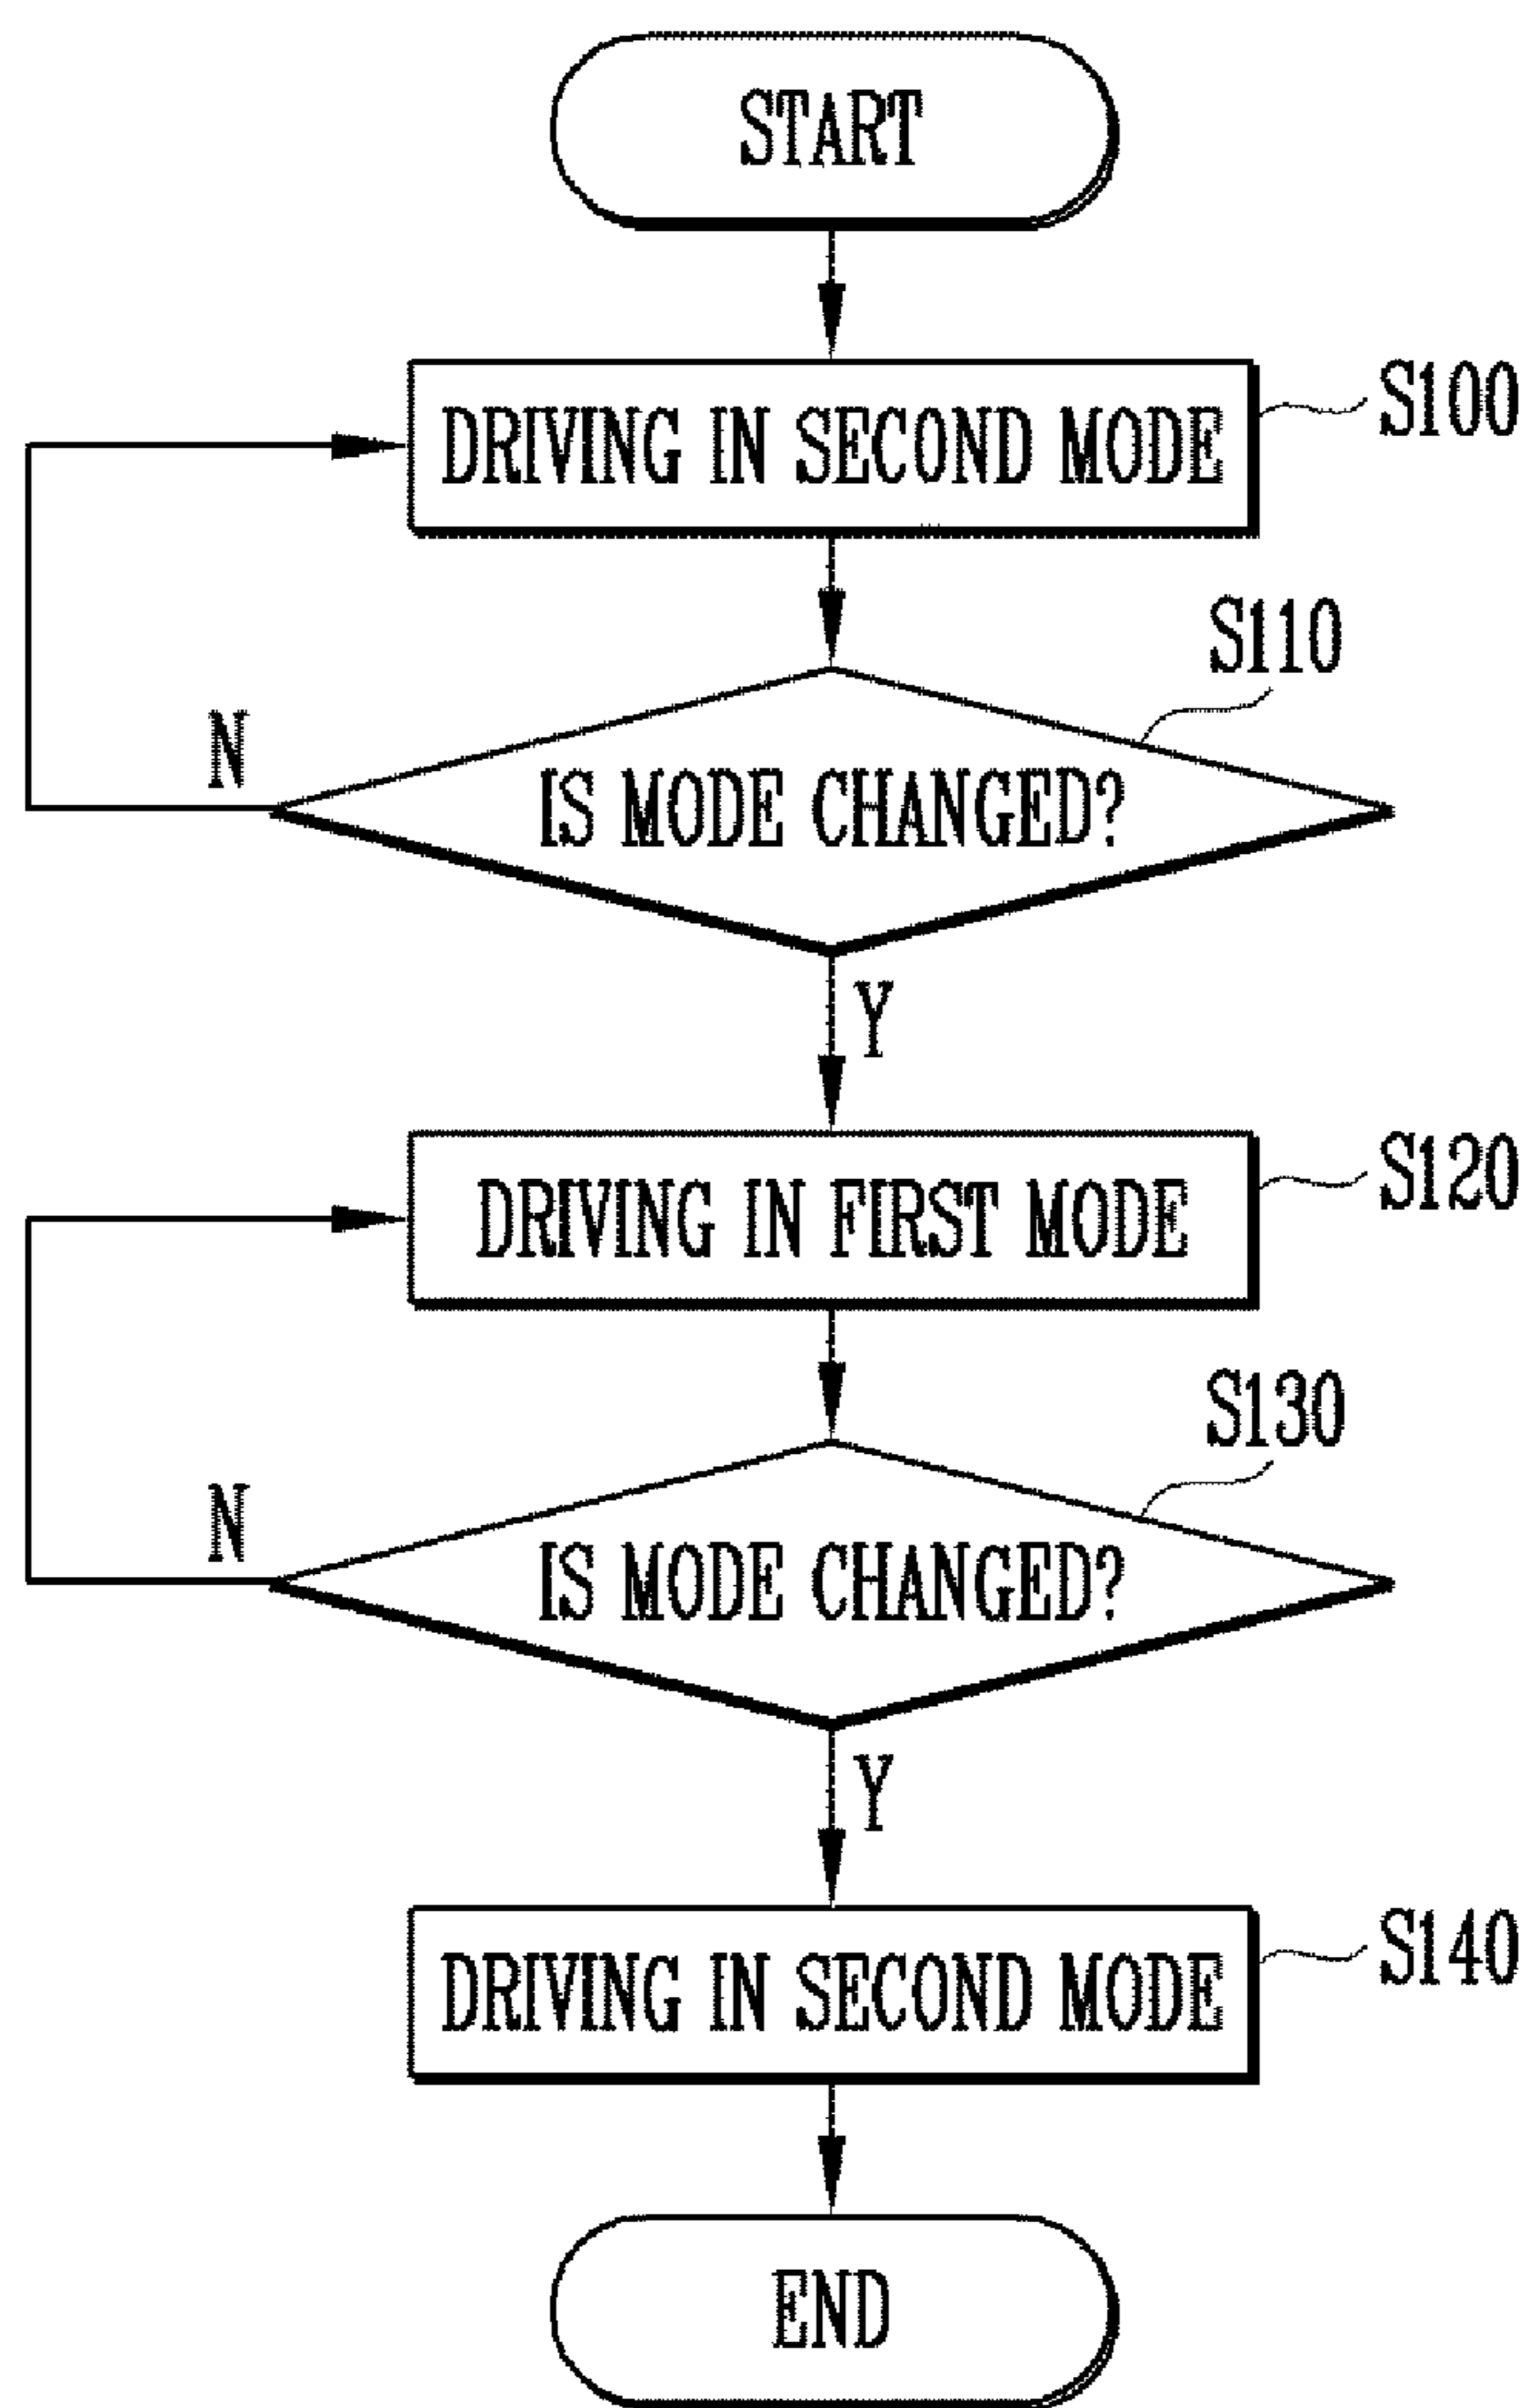 START
DRIVING IN SECOND MODE
S100
S110
N
IS MODE CHANGED?
Y
DRIVING IN FIRST MODE
S120
S130
N
IS MODE CHANGED?
Y
DRIVING IN SECOND MODE
S140
END